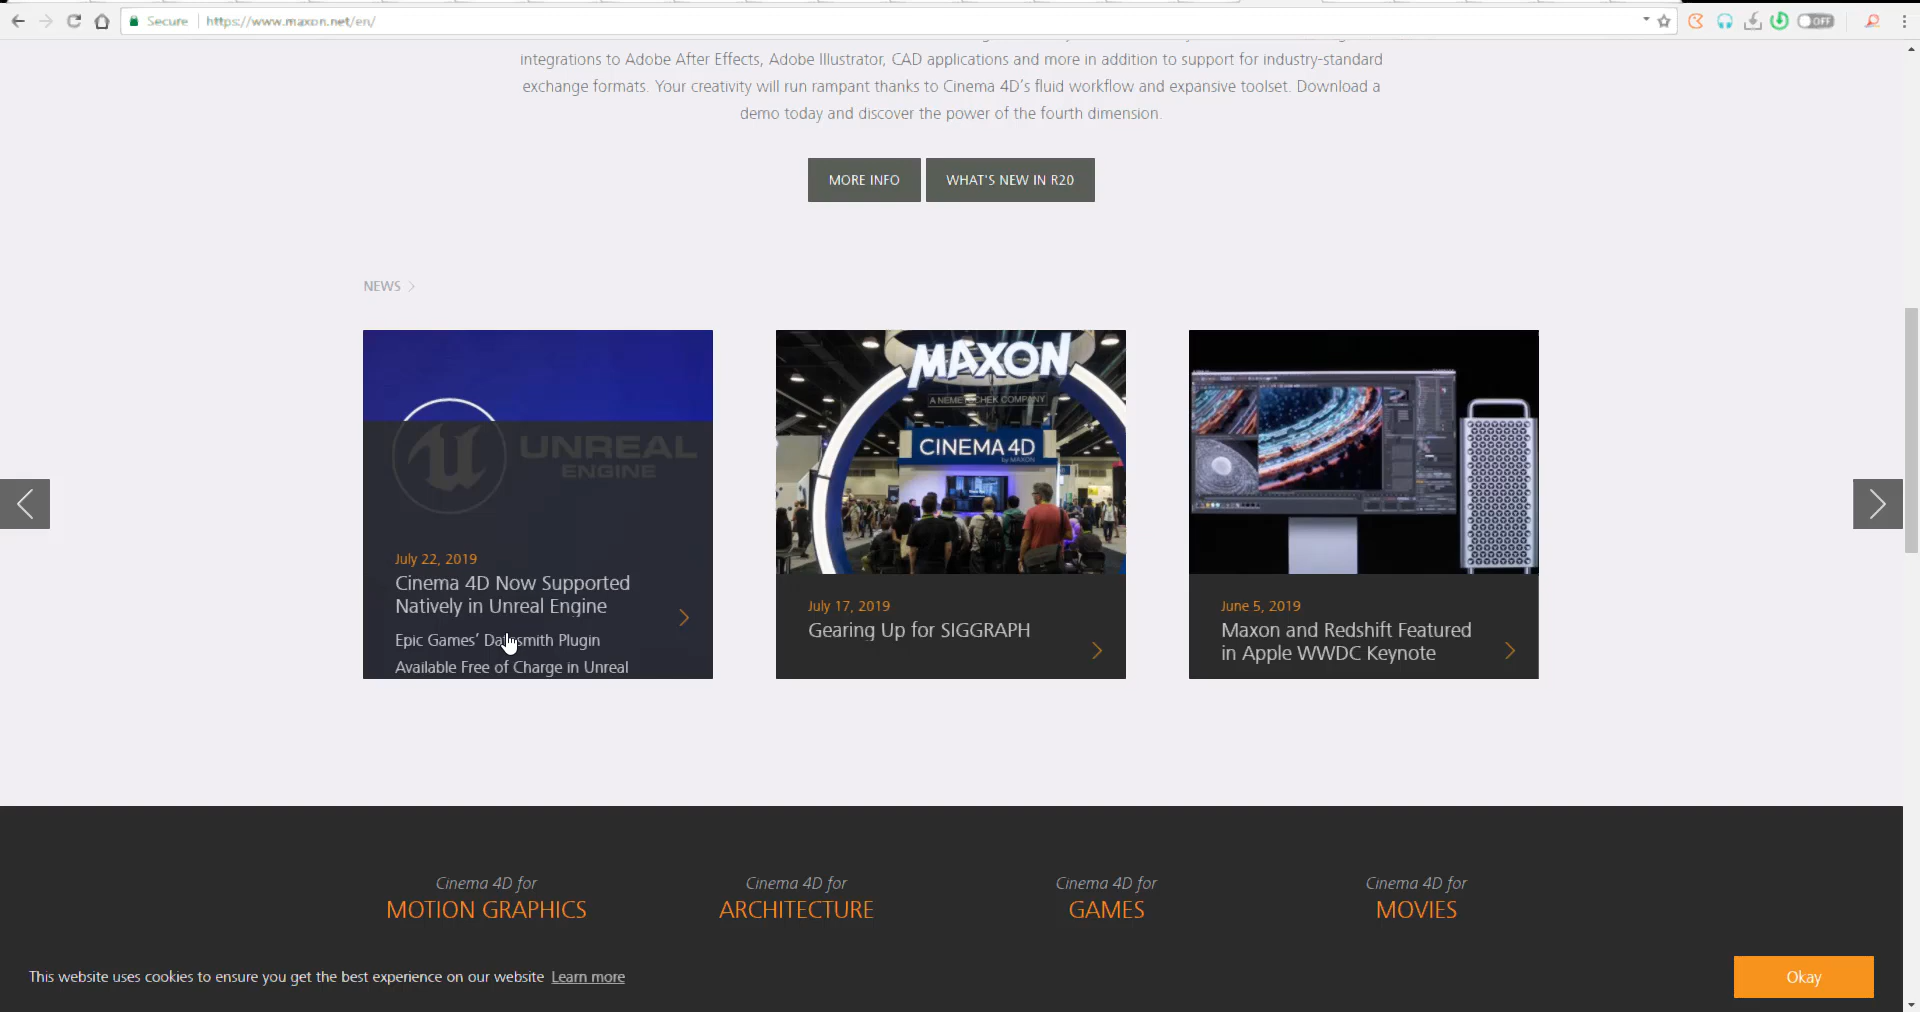 Secure
https://www.maxon.net/en/
OFF
integrations to Adobe After Effects, Adobe Illustrator, CAD applications and more in addition to support for industry-standard
exchange formats. Your creativity will run rampant thanks to Cinema 4D's fluid workflow and expansive toolset. Download a
demo today and discover the power of the fourth dimension.
MORE INFO
WHAT'S NEW IN R20
NEWS
UNREAL
ENGINE
July 22, 2019
Cinema 4D Now Supported
Natively in Unreal Engine
Epic Games' Datasmith Plugin
Available Free of Charge in Unreal
MAXON
A NEMETSCHEK COMPANY
CINEMA 4D
by MAXON
July 17, 2019
Gearing Up for SIGGRAPH
June 5, 2019
Maxon and Redshift Featured
in Apple WWDC Keynote
Cinema 4D for
MOTION GRAPHICS
Cinema 4D for
ARCHITECTURE
Cinema 4D for
GAMES
Cinema 4D for
MOVIES
This website uses cookies to ensure you get the best experience on our website Learn more
Okay